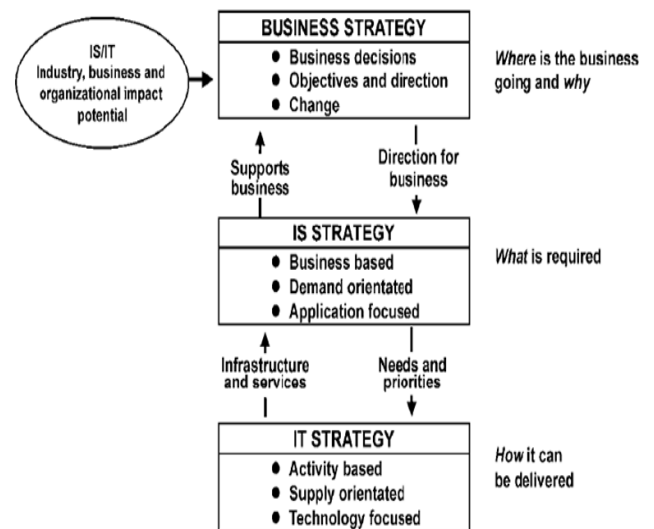 IS/IT
Industry, business and
organizational impact
potential
BUSINESS STRATEGY
● Business decisions
● Objectives and direction
● Change
Where is the business
going and why
Supports
business
Direction for
business
IS STRATEGY
● Business based
● Demand orientated
● Application focused
What is required
Infrastructure
and services
Needs and
priorities
IT STRATEGY
● Activity based
● Supply orientated
● Technology focused
How it can
be delivered